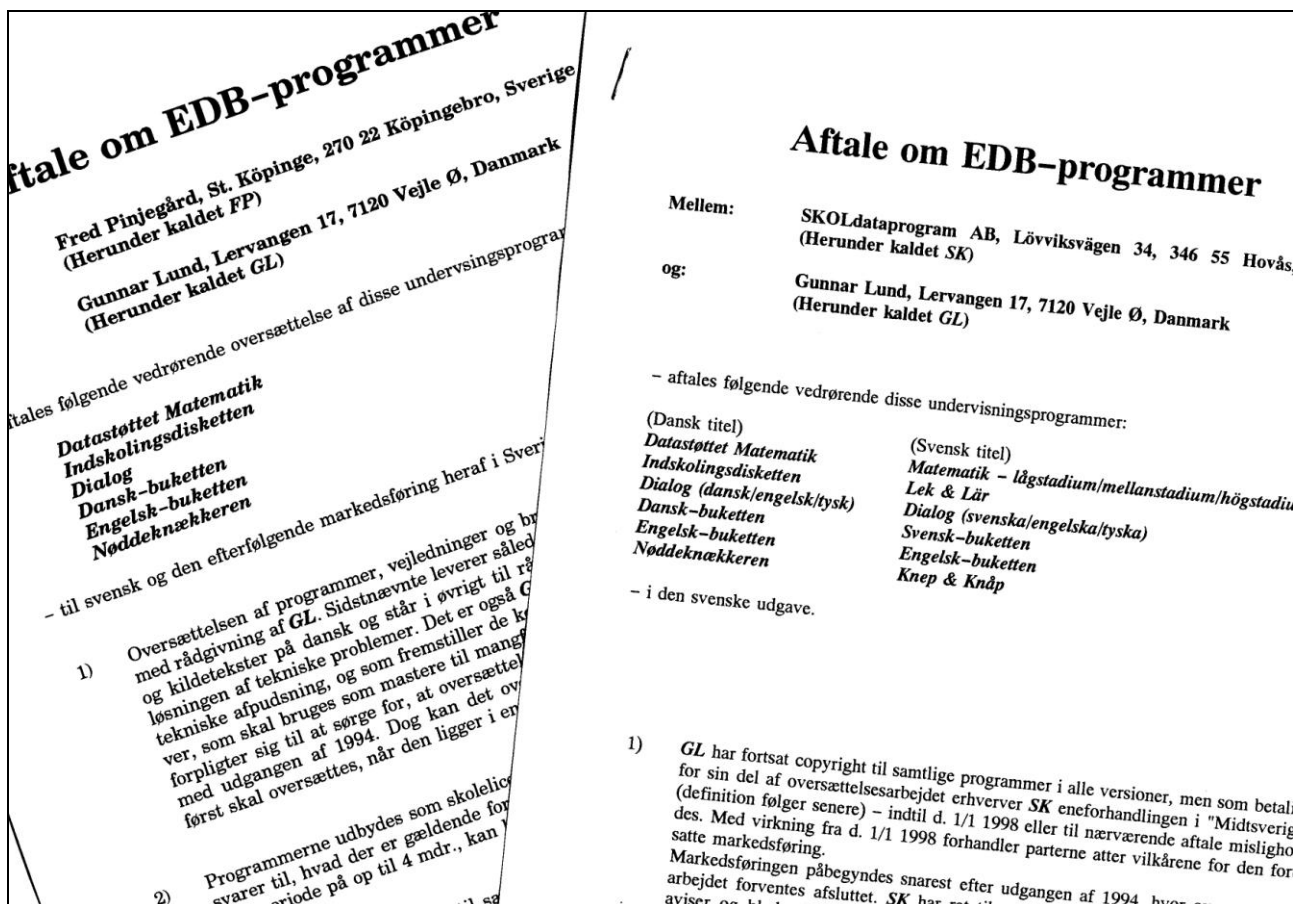 ftale om EDB-programmer
Fred Pinjegård, St. Köpinge, 270 22 Köpingebro, Sverige
(Herunder kaldet FP)
Gunnar Lund, Lervangen 17, 7120 Vejle Ø, Danmark
(Herunder kaldet GL)
ftales følgende vedrørende oversættelse af disse undervsingsprogram
Datastøttet Matematik
Indskolingsdisketten
Dialog
Dansk-buketten
Engelsk-buketten
Nøddeknækkeren
– til svensk og den efterfølgende markedsføring heraf i Sveri
1) Oversættelsen af programmer, vejledninger og br
med rådgivning af GL. Sidstnævnte leverer såled
og kildetekster på dansk og står i øvrigt til rå
løsningen af tekniske problemer. Det er også G
tekniske afpudsning, og som fremstiller de k
ver, som skal bruges som mastere til mangf
forpligter sig til at sørge for, at oversættel
med udgangen af 1994. Dog kan det ov
først skal oversættes, når den ligger i en
2) Programmerne udbydes som skolelice
svarer til, hvad der er gældende for
eriode på op til 4 mdr., kan
til sa
Aftale om EDB-programmer
Mellem: SKOLdataprogram AB, Lövviksvägen 34, 346 55 Hovås,
(Herunder kaldet SK)
og: Gunnar Lund, Lervangen 17, 7120 Vejle Ø, Danmark
(Herunder kaldet GL)
– aftales følgende vedrørende disse undervisningsprogrammer:
(Dansk titel) (Svensk titel)
Datastøttet Matematik Matematik – lågstadium/mellanstadium/högstadiu
Indskolingsdisketten Lek & Lär
Dialog (dansk/engelsk/tysk) Dialog (svenska/engelska/tyska)
Dansk-buketten Svensk-buketten
Engelsk-buketten Engelsk-buketten
Nøddeknækkeren Knep & Knåp
– i den svenske udgave.
1) GL har fortsat copyright til samtlige programmer i alle versioner, men som betali
for sin del af oversættelsesarbejdet erhverver SK eneforhandlingen i "Midtsverig
(definition følger senere) – indtil d. 1/1 1998 eller til nærværende aftale misligho
des. Med virkning fra d. 1/1 1998 forhandler parterne atter vilkårene for den for
satte markedsføring.
Markedsføringen påbegyndes snarest efter udgangen af 1994, hvor
arbejdet forventes afsluttet. SK har ret til
aviser og